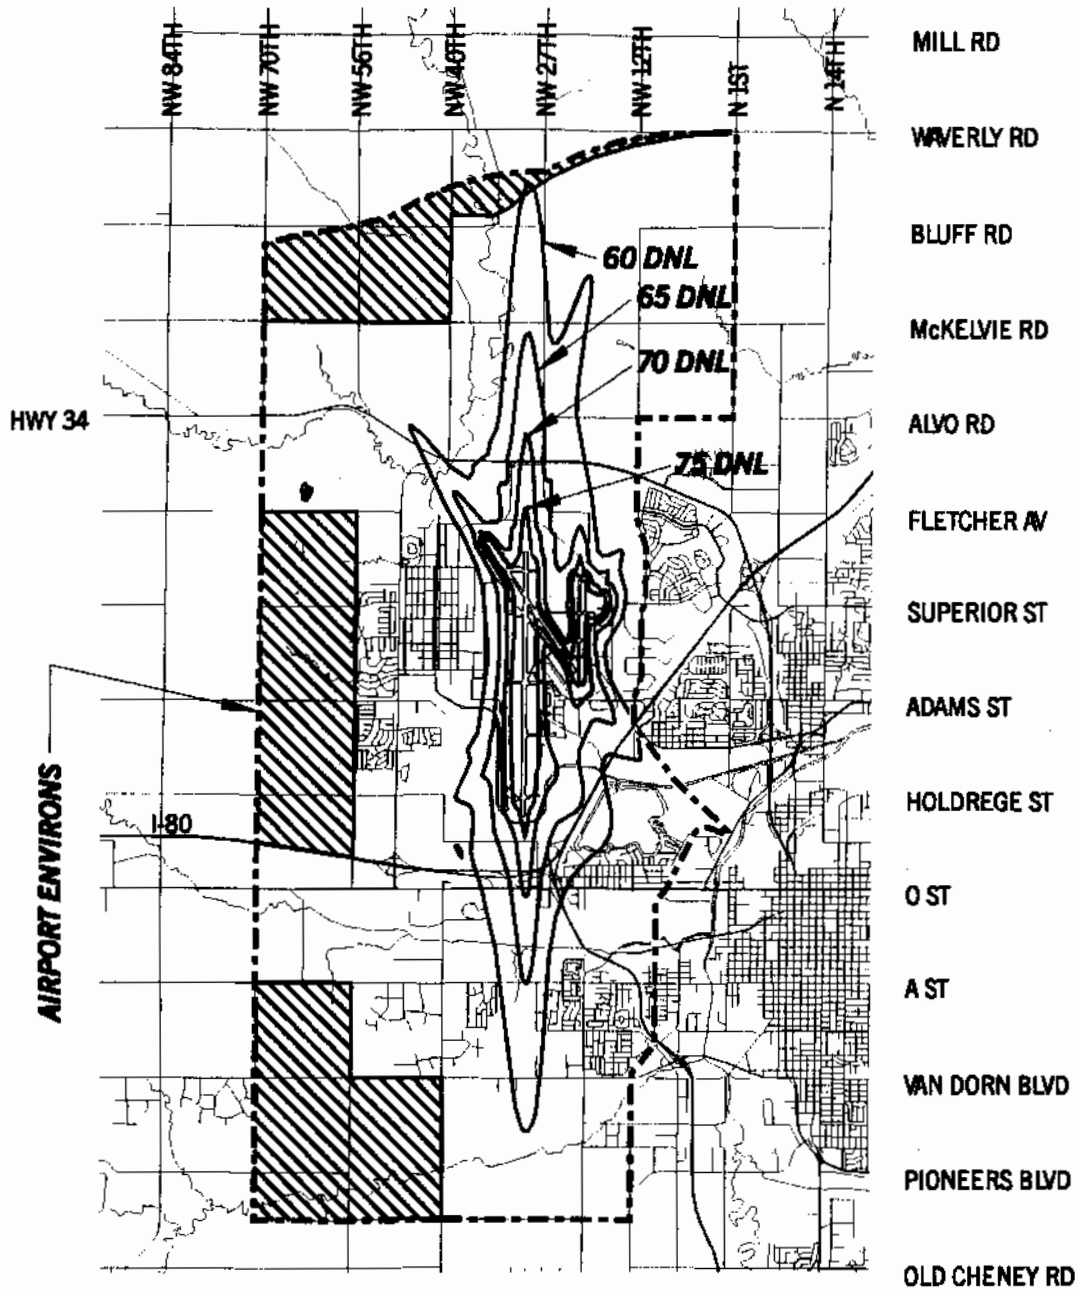 MILL RD
NW 84TH
NW 70TH
NW 56TH
NW 40TH
NW 27TH
NW 12TH
N 1ST
N 14TH
WAVERLY RD
BLUFF RD
60 DNL
65 DNL
McKELVIE RD
70 DNL
HWY 34
ALVO RD
75 DNL
FLETCHER AV
SUPERIOR ST
ADAMS ST
HOLDREGE ST
I-80
AIRPORT ENVIRONS
O ST
A ST
VAN DORN BLVD
PIONEERS BLVD
OLD CHENEY RD